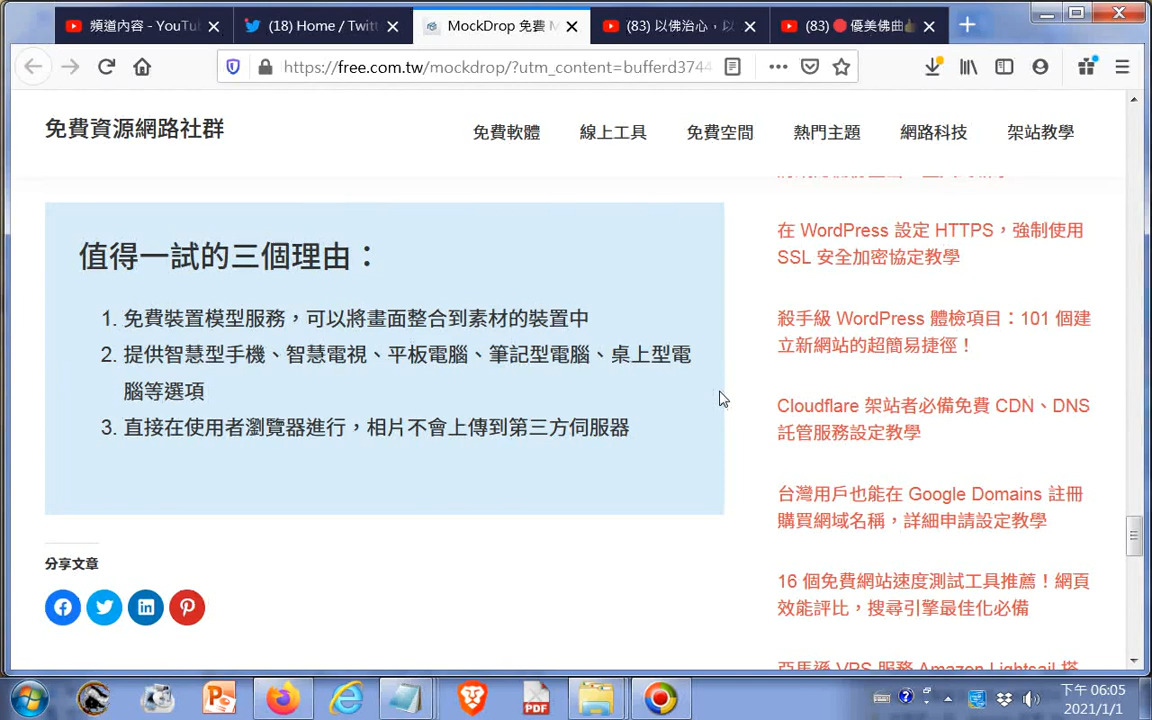 頻道內容 - YouTu
(18) Home / Twitt
MockDrop 免費 M
(83) 以佛治心，以
(83) 優美佛曲
https://free.com.tw/mockdrop/?utm_content=bufferd3744
免費資源網路社群
免費軟體
線上工具
免費空間
熱門主題
網路科技
架站教學
值得一試的三個理由：
1. 免費裝置模型服務，可以將畫面整合到素材的裝置中
2. 提供智慧型手機、智慧電視、平板電腦、筆記型電腦、桌上型電
腦等選項
3. 直接在使用者瀏覽器進行，相片不會上傳到第三方伺服器
分享文章
在 WordPress 設定 HTTPS，強制使用
SSL 安全加密協定教學
殺手級 WordPress 體檢項目：101 個建
立新網站的超簡易捷徑！
Cloudflare 架站者必備免費 CDN、DNS
託管服務設定教學
台灣用戶也能在 Google Domains 註冊
購買網域名稱，詳細申請設定教學
16 個免費網站速度測試工具推薦！網頁
效能評比，搜尋引擎最佳化必備
亞馬遜 VPS 服務 Amazon Lightsail 搭
PDF
下午 06:05
2021/1/1